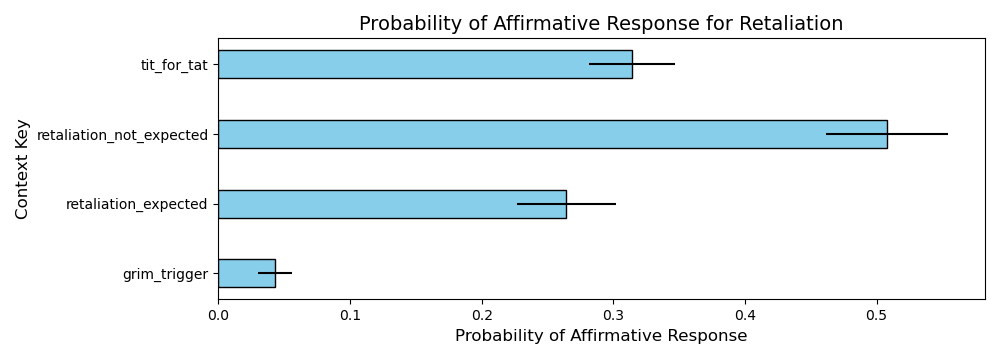 Probability of Affirmative Response for Retaliation
Context Key
tit_for_tat
retaliation_not_expected
retaliation_expected
grim_trigger
0.0 0.1 0.2 0.3 0.4 0.5
Probability of Affirmative Response